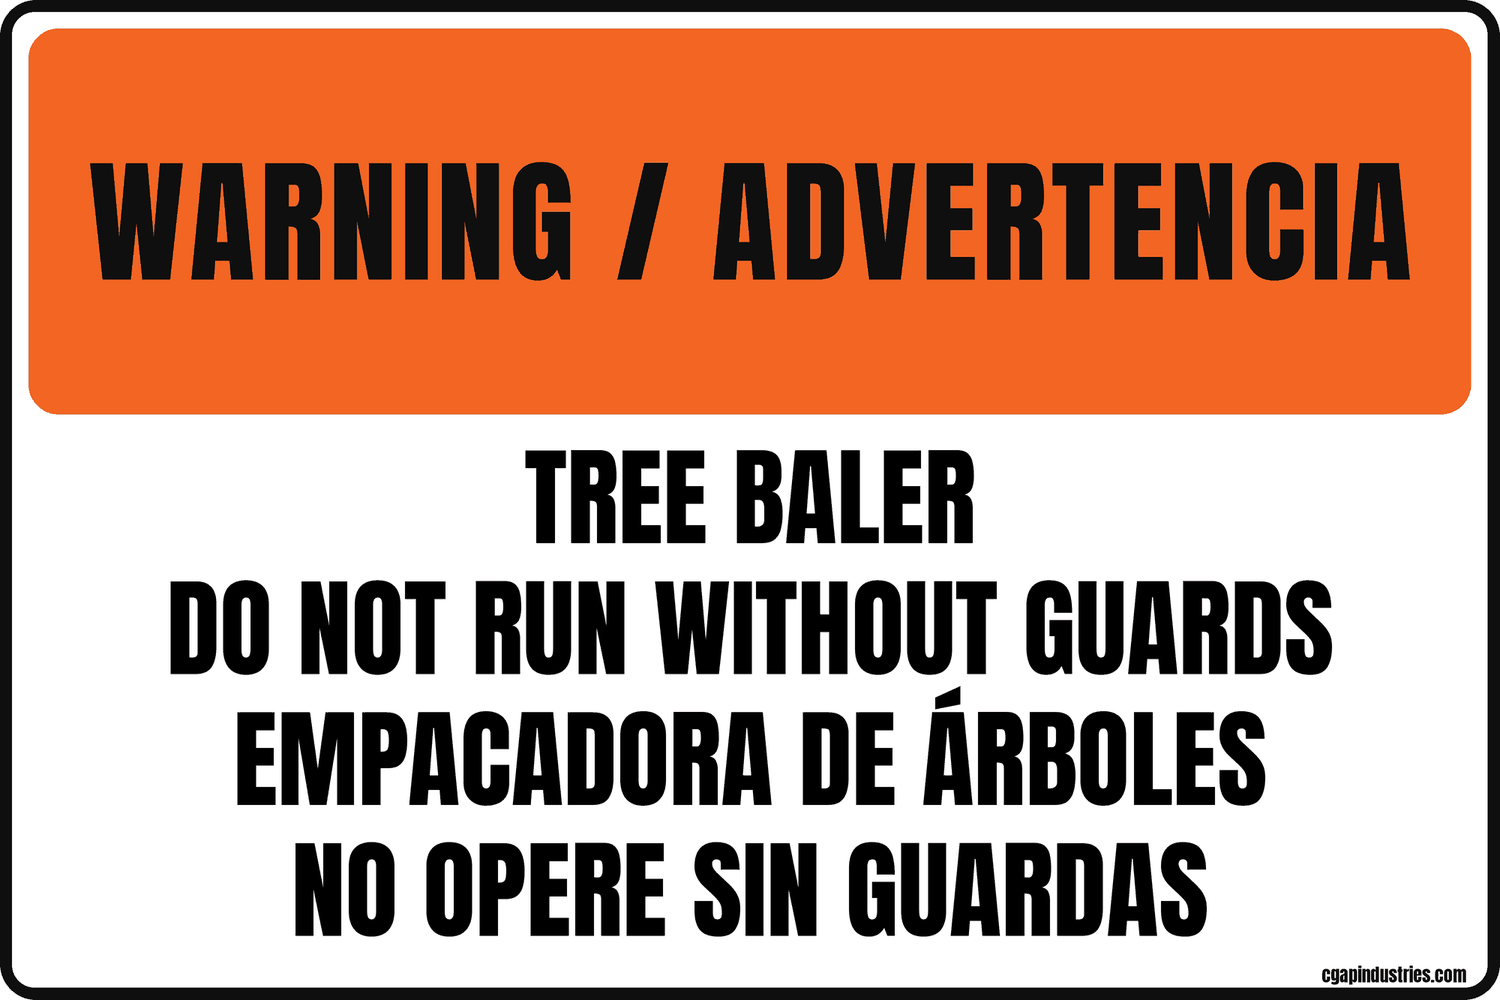 WARNING / ADVERTENCIA
TREE BALER
DO NOT RUN WITHOUT GUARDS
EMPACADORA DE ÁRBOLES
NO OPERE SIN GUARDAS
cgapindustries.com